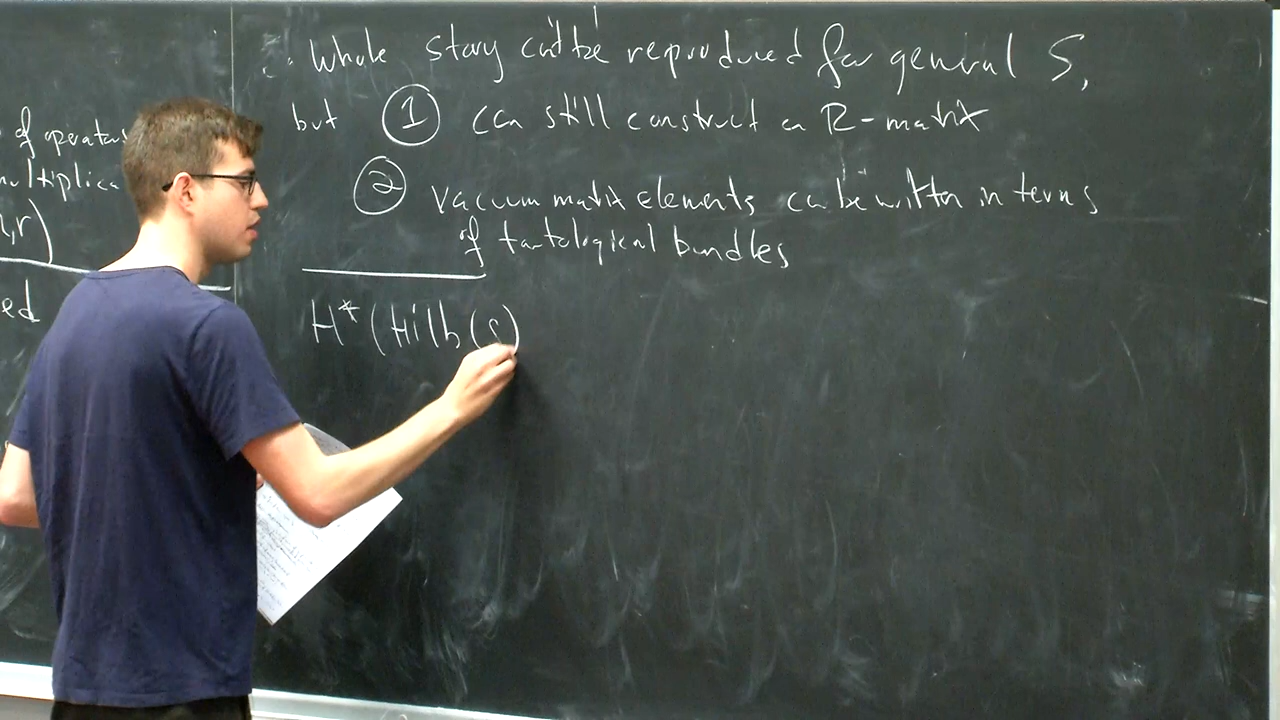 of operators
multiplica
,r)
ed
Whole story can't be reproduced for general S,
but ① can still construct an R-matrix
② vacuum matrix elements can be written in terms
of tautological bundles
H*(Hilb(S)